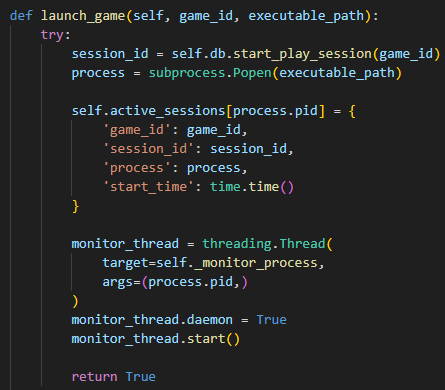 def launch_game(self, game_id, executable_path):
    try:
        session_id = self.db.start_play_session(game_id)
        process = subprocess.Popen(executable_path)

        self.active_sessions[process.pid] = {
            'game_id': game_id,
            'session_id': session_id,
            'process': process,
            'start_time': time.time()
        }

        monitor_thread = threading.Thread(
            target=self._monitor_process,
            args=(process.pid,)
        )
        monitor_thread.daemon = True
        monitor_thread.start()

        return True